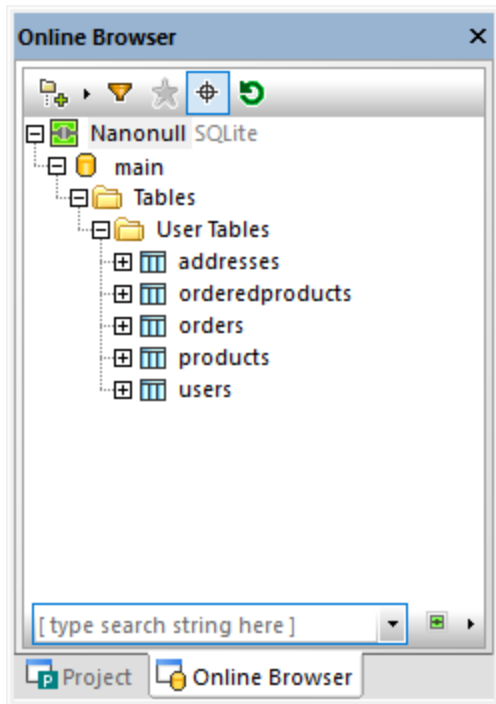 Online Browser
Nanonull SQLite
main
Tables
User Tables
addresses
orderedproducts
orders
products
users
[ type search string here ]
Project Online Browser